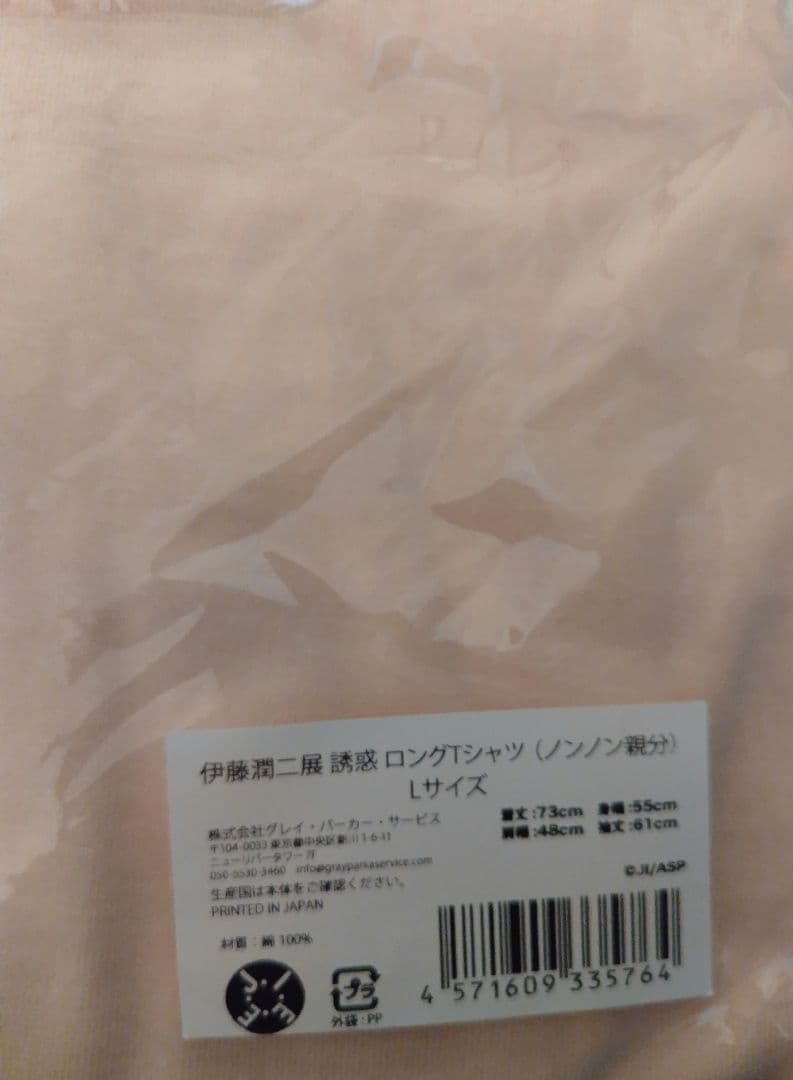 伊藤潤二展 誘惑 ロングTシャツ（ノンノン親分）
Lサイズ
着丈:73cm 身幅:55cm
肩幅:48cm 袖丈:61cm
株式会社グレイ・パーカー・サービス
〒104-0033 東京都中央区新川1-6-11
ニューリバータワー
050-5530-3460 info@grayparkaservice.com
生産国は本体をご確認ください。
PRINTED IN JAPAN
©JI/ASP
材質：綿 100%
プラ
外袋：PP
4 571609 335764